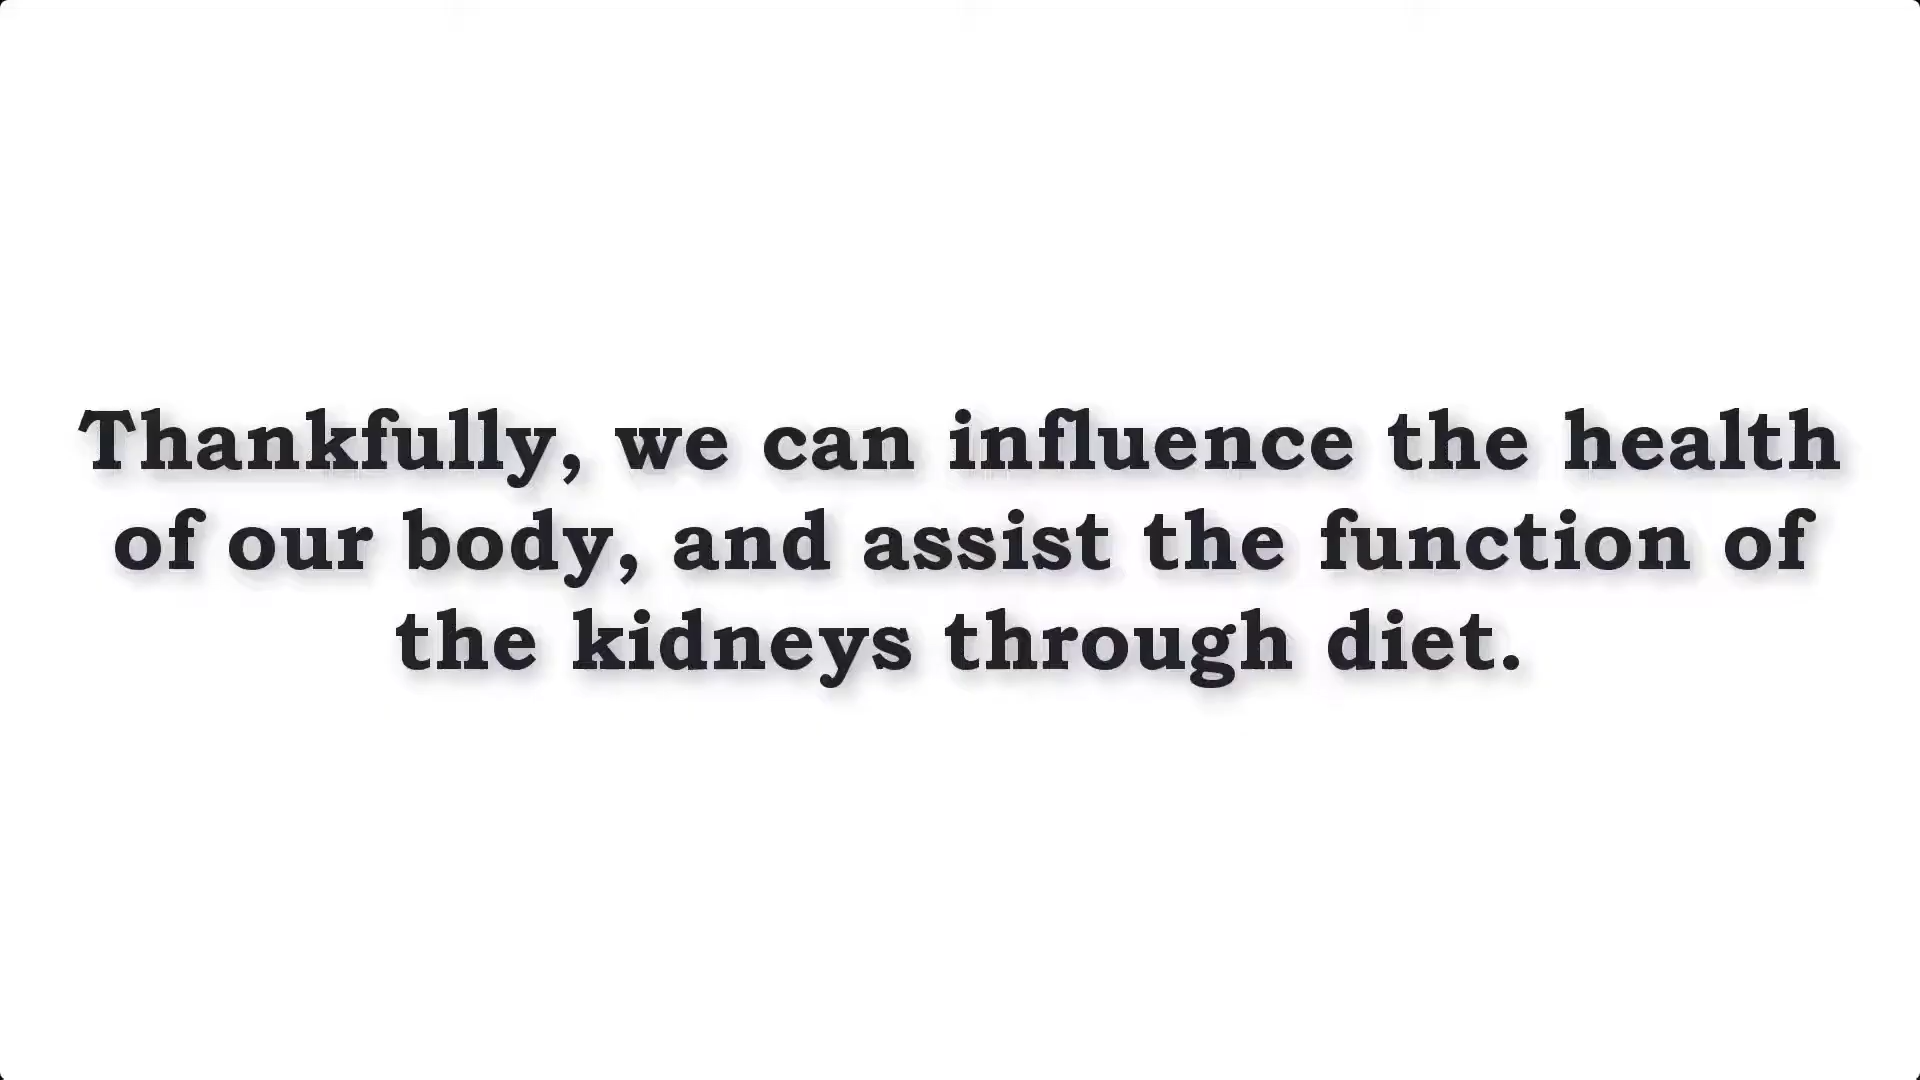 Thankfully, we can influence the health
of our body, and assist the function of
the kidneys through diet.